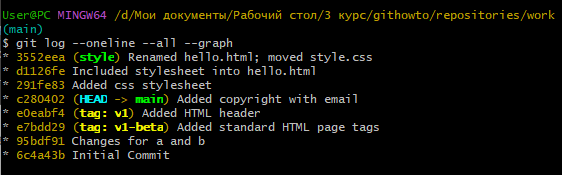 User@PC MINGW64 /d/Мои документы/Рабочий стол/3 курс/githowto/repositories/work
(main)
$ git log --oneline --all --graph
* 3552eea (style) Renamed hello.html; moved style.css
* d1126fe Included stylesheet into hello.html
* 291fe83 Added css stylesheet
* c280402 (HEAD -> main) Added copyright with email
* e0eabf4 (tag: v1) Added HTML header
* e7bdd29 (tag: v1-beta) Added standard HTML page tags
* 95bdf91 Changes for a and b
* 6c4a43b Initial Commit